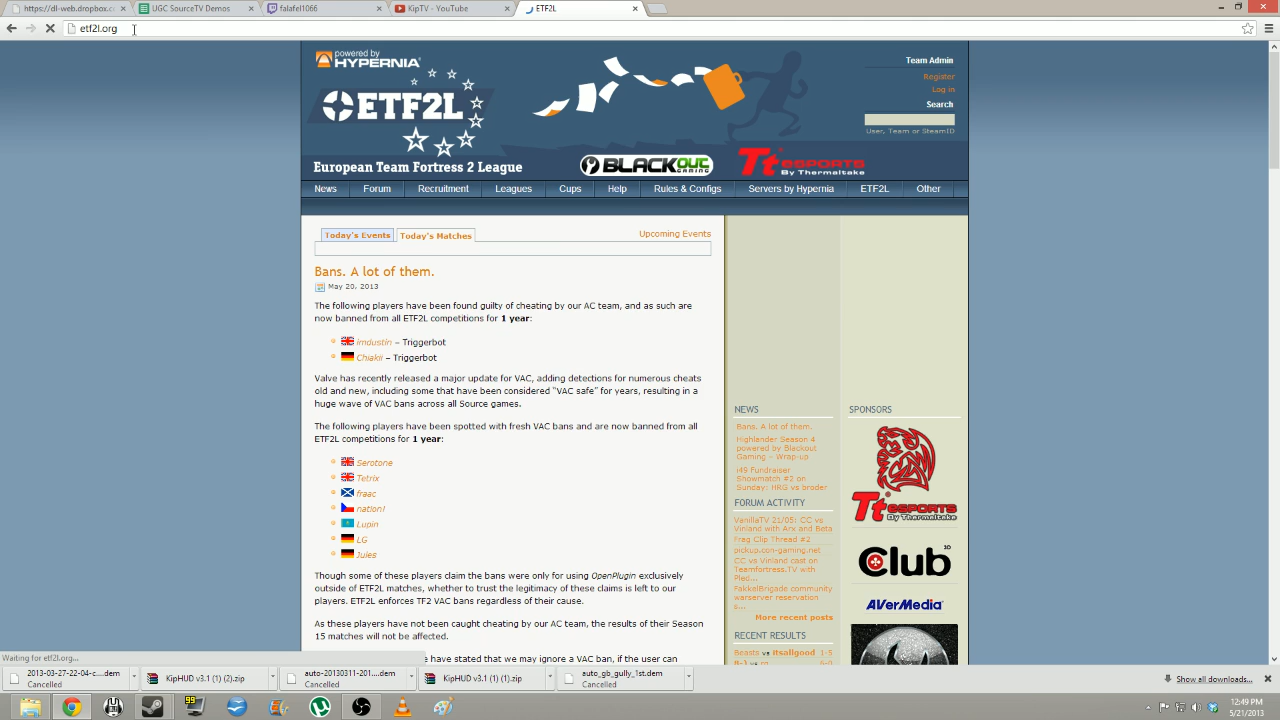 https://dl-web.dropbox.c
UGC SourceTV Demos
falafel1066
KipTV - YouTube
ETF2L
etf2l.org
powered by
HYPERNIA
ETF2L
European Team Fortress 2 League
BLACKOUT
GAMING
Tt eSPORTS
By Thermaltake
Team Admin
Register
Log in
Search
User, Team or SteamID
News
Forum
Recruitment
Leagues
Cups
Help
Rules & Configs
Servers by Hypernia
ETF2L
Other
Today's Events
Today's Matches
Upcoming Events
Bans. A lot of them.
May 20, 2013
The following players have been found guilty of cheating by our AC team, and as such are
now banned from all ETF2L competitions for 1 year:
imdustin – Triggerbot
Chiakii – Triggerbot
Valve has recently released a major update for VAC, adding detections for numerous cheats
old and new, including some that have been considered "VAC safe" for years, resulting in a
huge wave of VAC bans across all Source games.
The following players have been spotted with fresh VAC bans and are now banned from all
ETF2L competitions for 1 year:
Serotone
Tetrix
fraac
nation!
Lupin
LG
Jules
Though some of these players claim the bans were only for using OpenPlugin exclusively
outside of ETF2L matches, whether to trust the legitimacy of these claims is left to our
players. ETF2L enforces TF2 VAC bans regardless of their cause.
As these players have not been caught cheating by our AC team, the results of their Season
15 matches will not be affected.
e have stated that we may ignore a VAC ban, if the user can
NEWS
Bans. A lot of them.
Highlander Season 4
powered by Blackout
Gaming – Wrap-up
i49 Fundraiser
Showmatch #2 on
Sunday: HRG vs broder
FORUM ACTIVITY
VanillaTV 21/05: CC vs
Vinland with Arx and Beta
Frag Clip Thread #2
pickup.con-gaming.net
CC vs Vinland cast on
Teamfortress.TV with
Pled...
FakkelBrigade community
warserver reservation
s...
More recent posts
RECENT RESULTS
Beasts vs itsallgood 1-5
SPONSORS
Tt eSPORTS
By Thermaltake
Club 3D
AVerMedia
Waiting for etf2l.org...
2013-03-27-22-04-c....dem
Cancelled
KipHUD v3.1 (1) (2).zip
auto-20130311-204....dem
Cancelled
KipHUD v3.1 (1) (1).zip
auto_gb_gully_1st.dem
Cancelled
Show all downloads...
99
12:49 PM
5/21/2013